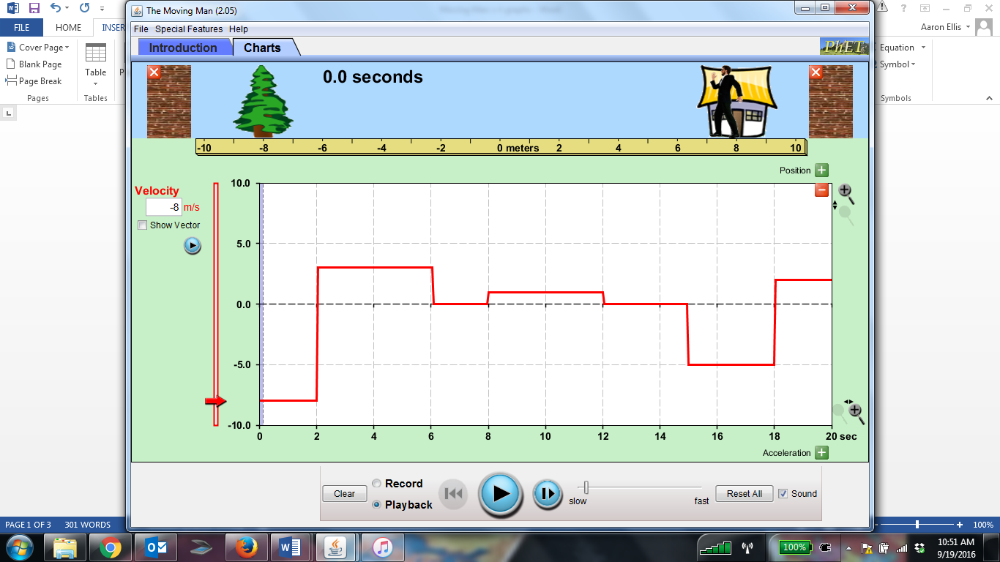 The Moving Man (2.05)
FILE HOME INSER
Aaron Ellis
File Special Features Help
Introduction Charts
PhET
Cover Page
Blank Page
Page Break
Pages
Table
Tables
P
Equation
Symbol
Symbols
0.0 seconds
-10 -8 -6 -4 -2 0 meters 2 4 6 8 10
Position
Velocity
-8 m/s
Show Vector
10.0
5.0
0.0
-5.0
-10.0
0 2 4 6 8 10 12 14 16 18 20 sec
Acceleration
Clear
Record
Playback
slow
fast
Reset All
Sound
PAGE 1 OF 3 301 WORDS
100%
100%
10:51 AM
9/19/2016